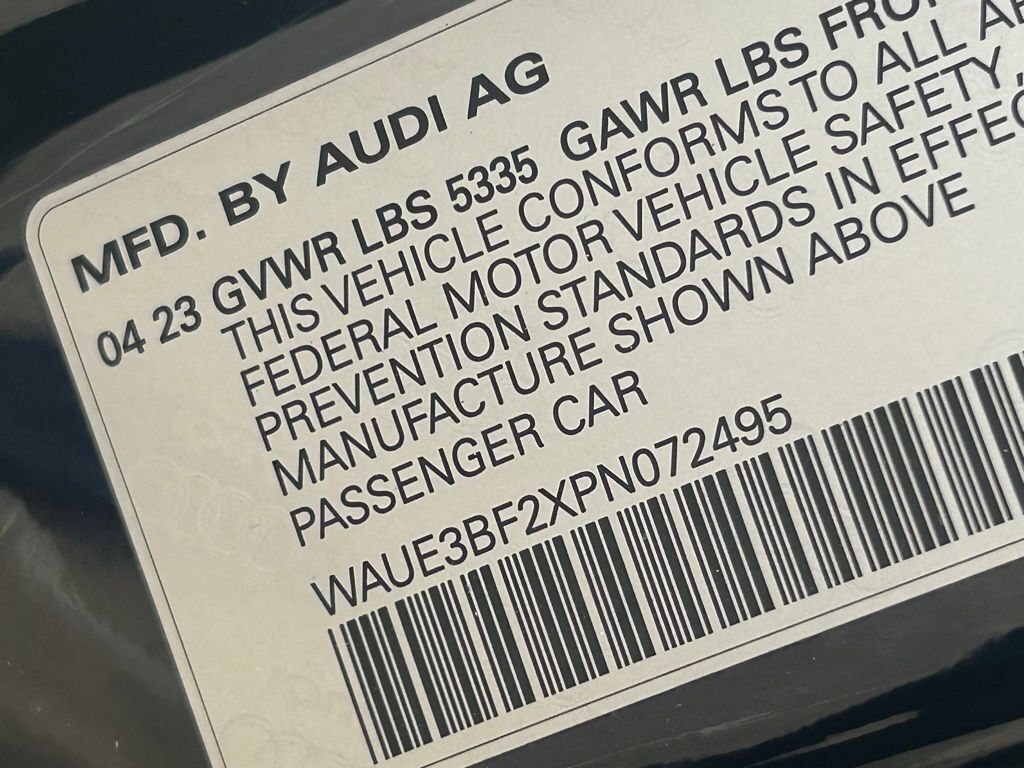 MFD. BY AUDI AG
04 23 GVWR LBS 5335 GAWR LBS
THIS VEHICLE CONFORMS TO ALL
FEDERAL MOTOR VEHICLE SAFETY,
PREVENTION STANDARDS IN
MANUFACTURE SHOWN ABOVE
PASSENGER CAR
WAUE3BF2XPN072495